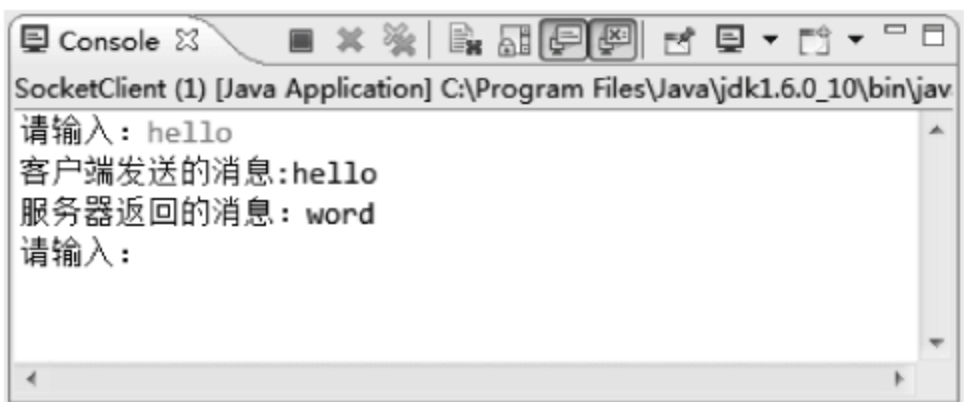 Console
SocketClient (1) [Java Application] C:\Program Files\Java\jdk1.6.0_10\bin\jav
请输入：hello
客户端发送的消息:hello
服务器返回的消息：word
请输入：